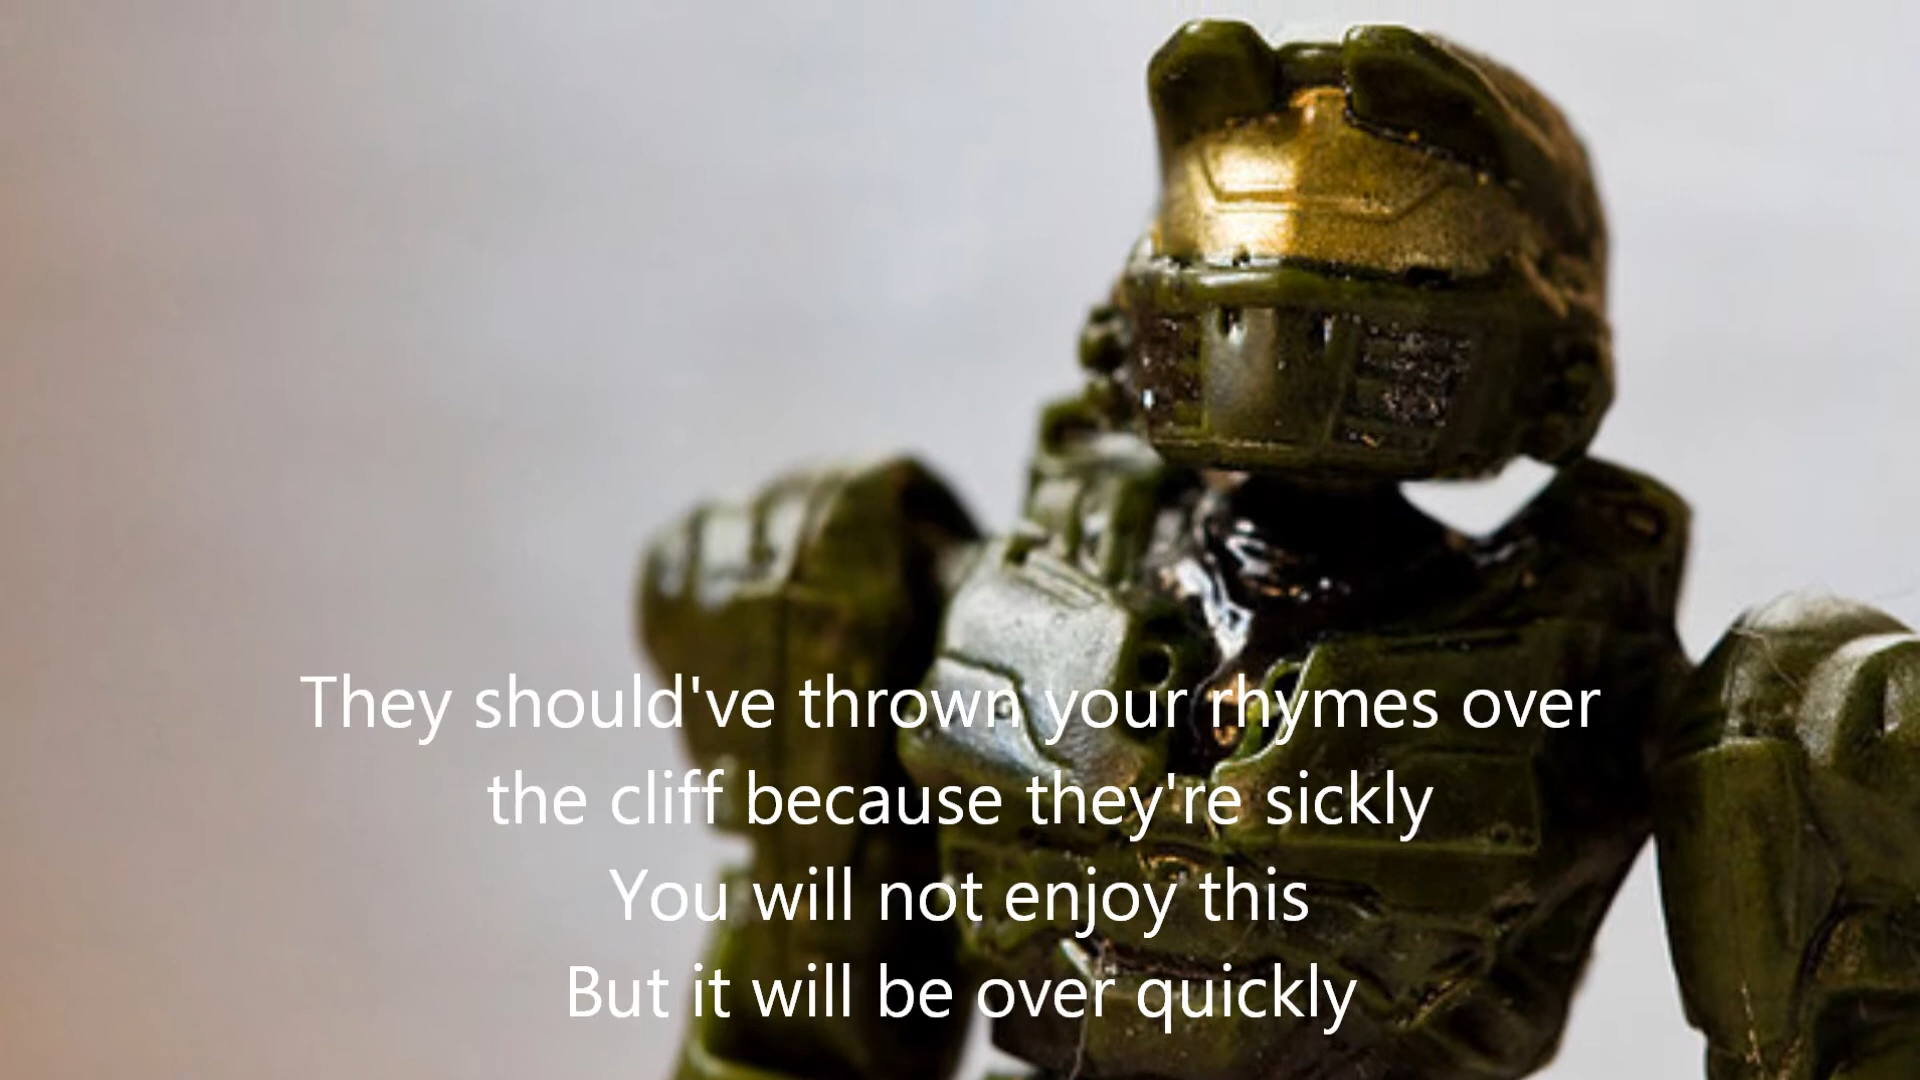 They should've thrown your rhymes over
the cliff because they're sickly
You will not enjoy this
But it will be over quickly